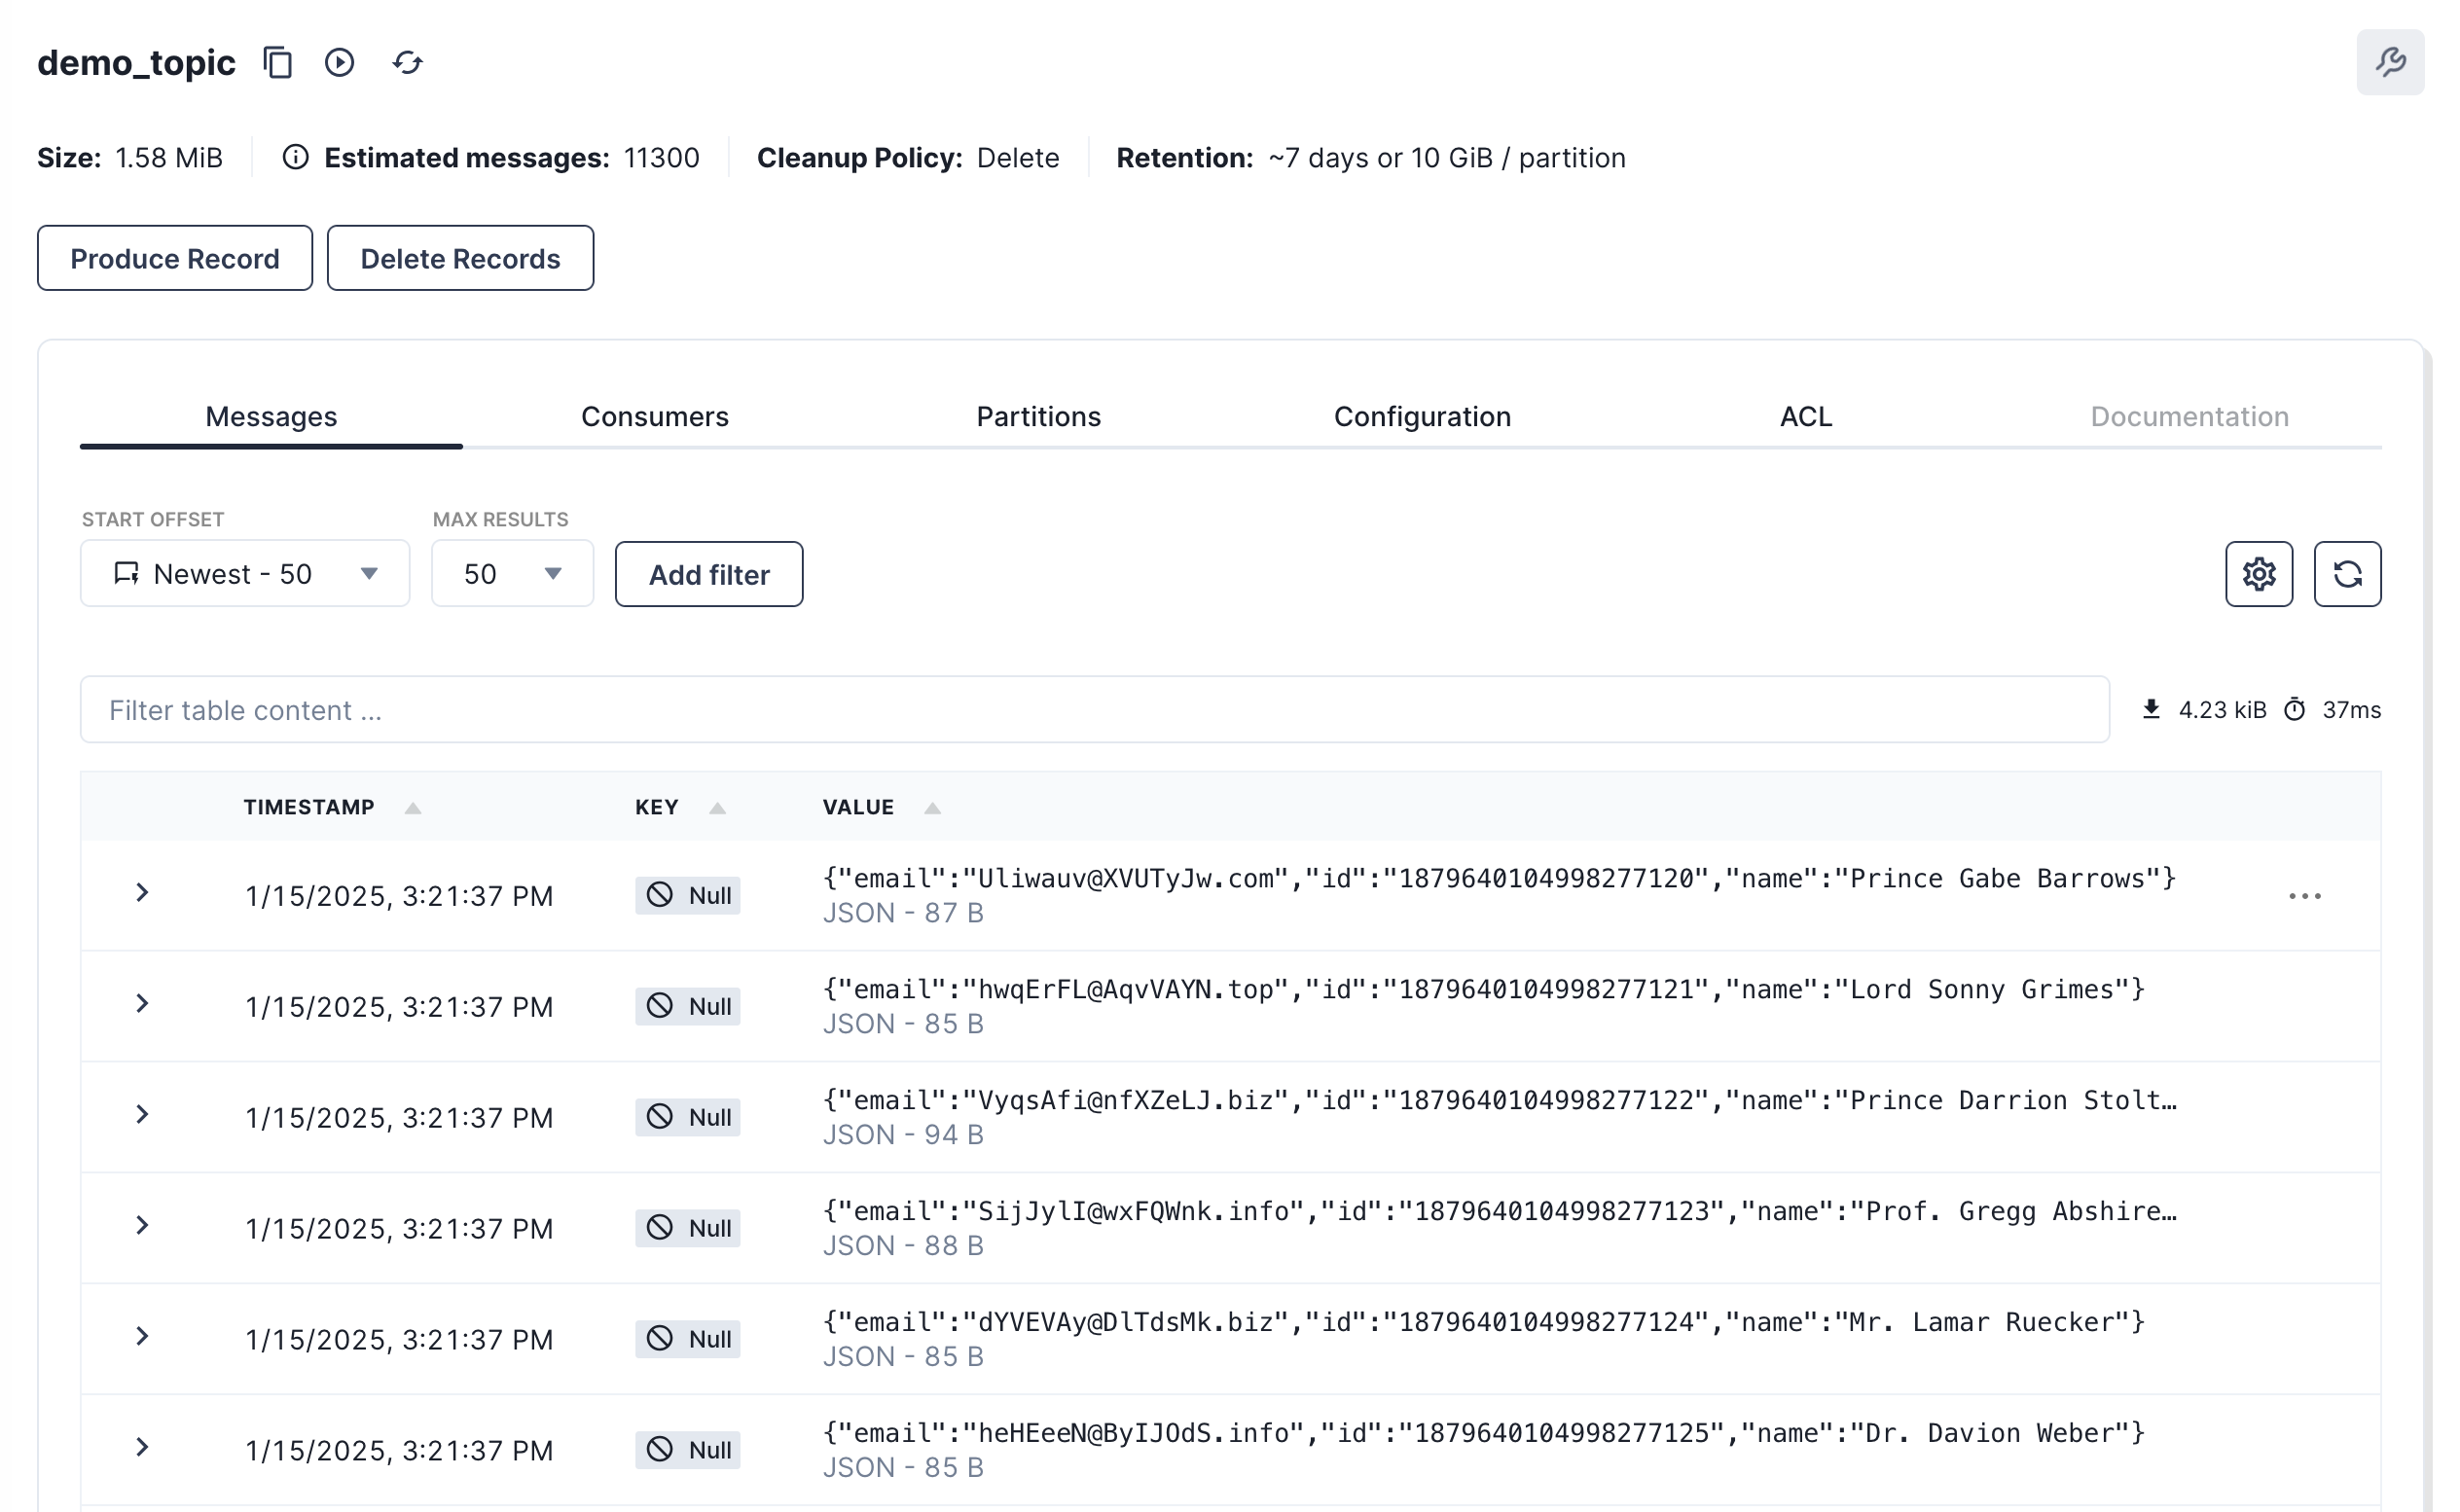 demo_topic
Size: 1.58 MiB Estimated messages: 11300 Cleanup Policy: Delete Retention: ~7 days or 10 GiB / partition
Produce Record Delete Records
Messages Consumers Partitions Configuration ACL Documentation
START OFFSET MAX RESULTS
Newest - 50 50 Add filter
Filter table content ... 4.23 kiB 37ms
TIMESTAMP KEY VALUE
1/15/2025, 3:21:37 PM Null {"email":"Uliwauv@XVUTyJw.com","id":"1879640104998277120","name":"Prince Gabe Barrows"}
JSON - 87 B
1/15/2025, 3:21:37 PM Null {"email":"hwqErFL@AqvVAYN.top","id":"1879640104998277121","name":"Lord Sonny Grimes"}
JSON - 85 B
1/15/2025, 3:21:37 PM Null {"email":"VyqsAfi@nfXZeLJ.biz","id":"1879640104998277122","name":"Prince Darrion Stolt…
JSON - 94 B
1/15/2025, 3:21:37 PM Null {"email":"SijJylI@wxFQWnk.info","id":"1879640104998277123","name":"Prof. Gregg Abshire…
JSON - 88 B
1/15/2025, 3:21:37 PM Null {"email":"dYVEVAy@DlTdsMk.biz","id":"1879640104998277124","name":"Mr. Lamar Ruecker"}
JSON - 85 B
1/15/2025, 3:21:37 PM Null {"email":"heHEeeN@ByIJOdS.info","id":"1879640104998277125","name":"Dr. Davion Weber"}
JSON - 85 B